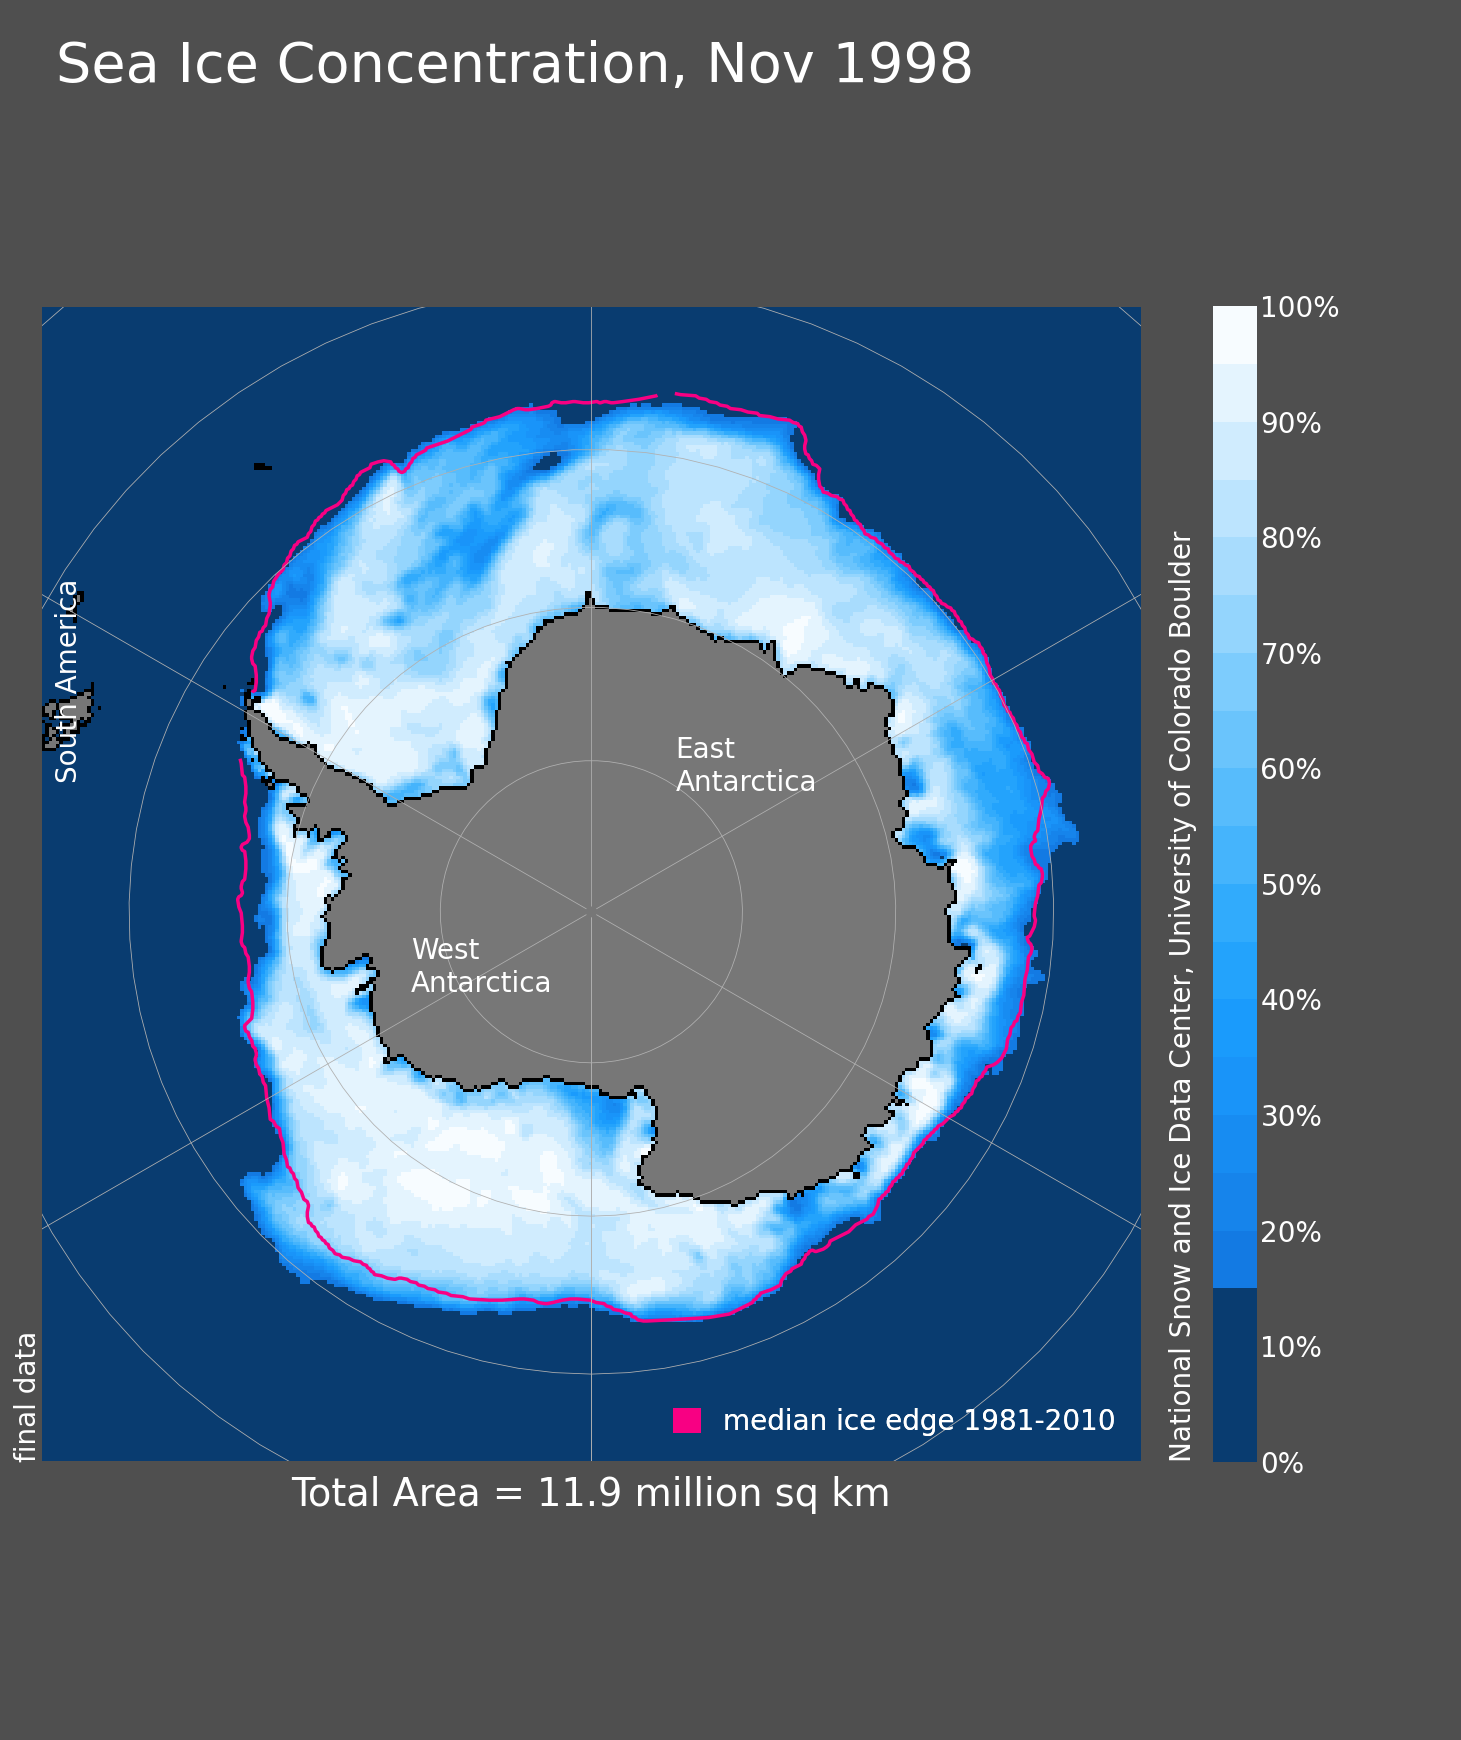 Sea Ice Concentration, Nov 1998
South America
East
Antarctica
West
Antarctica
median ice edge 1981-2010
final data
Total Area = 11.9 million sq km
National Snow and Ice Data Center, University of Colorado Boulder
100%
90%
80%
70%
60%
50%
40%
30%
20%
10%
0%